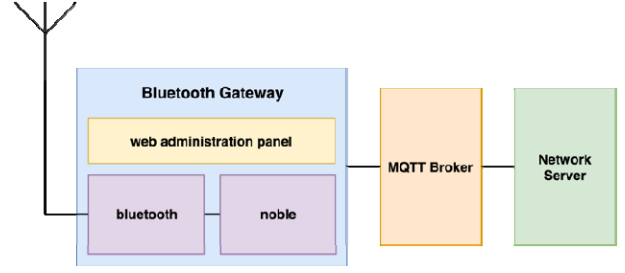 Bluetooth Gateway
web administration panel
bluetooth
noble
MQTT Broker
Network
Server